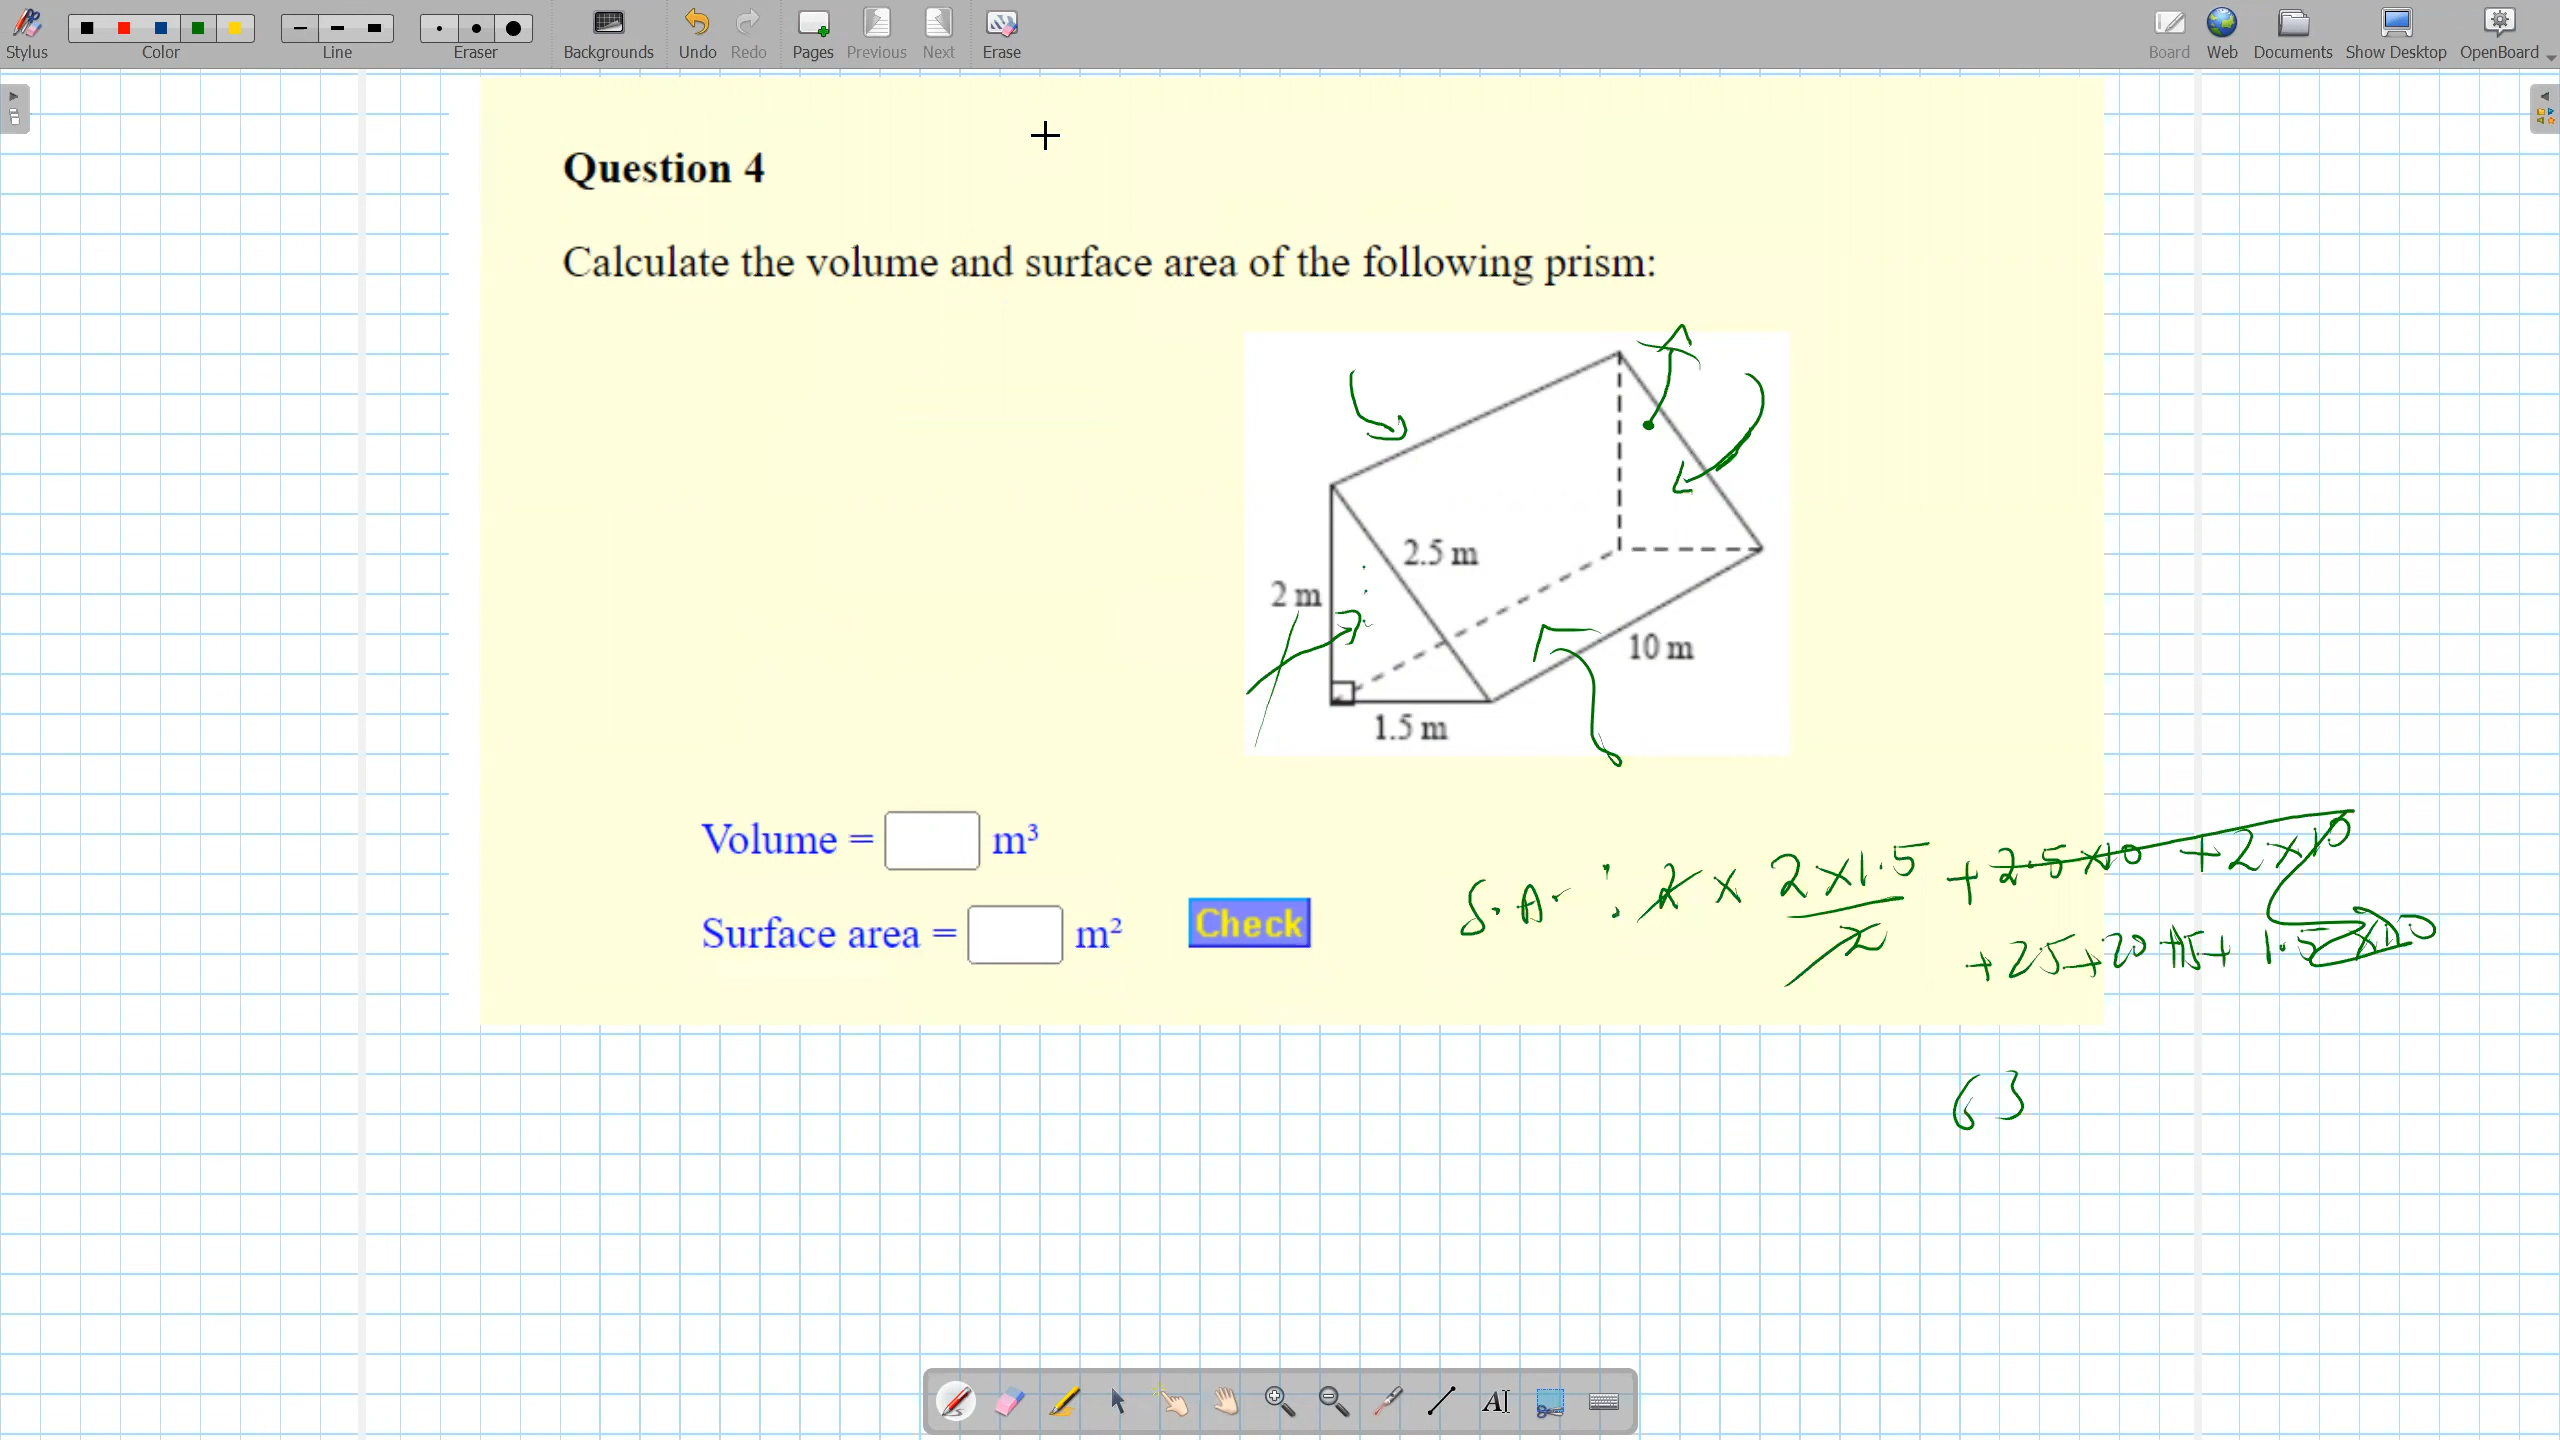 Stylus Color Line Eraser Backgrounds Undo Redo Pages Previous Next Erase Board Web Documents Show Desktop OpenBoard
Question 4
Calculate the volume and surface area of the following prism:
2.5 m
2 m
10 m
1.5 m
Volume = m³
Surface area = m²
Check
S.A. : 2 × 2×1.5 + 2.5×10 + 2×10
2
+ 25+20+15+ 1.5×10
63